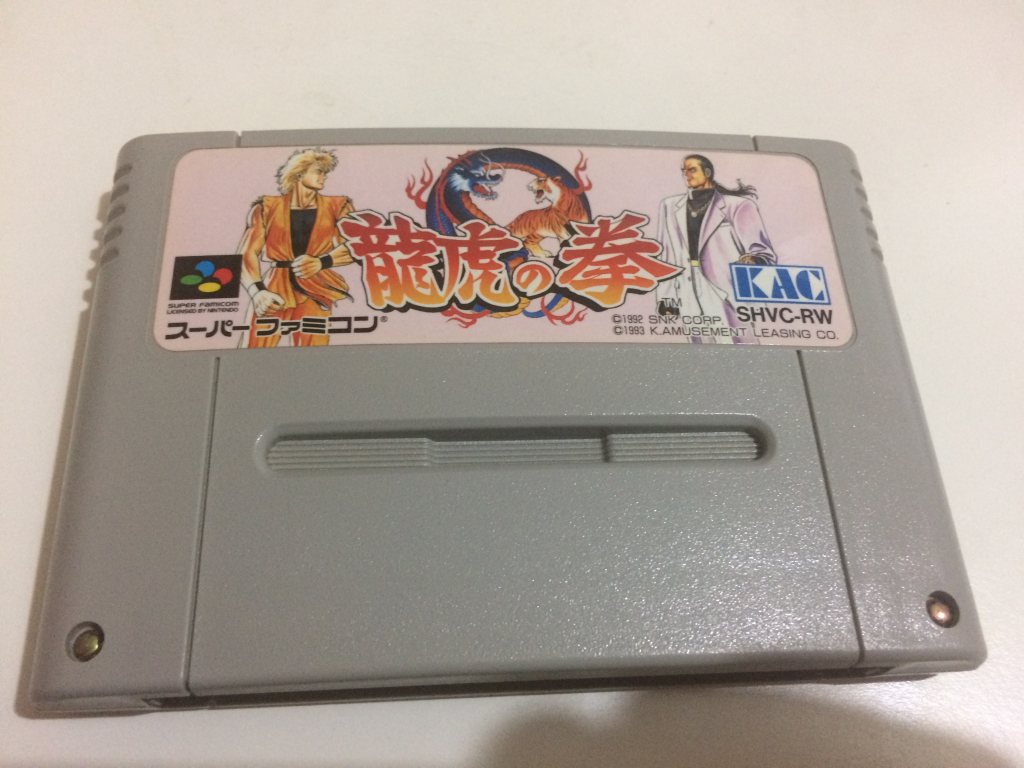 龍虎の拳
TM
SUPER FAMICOM
LICENSED BY NINTENDO
スーパーファミコン®
KAC
SHVC-RW
©1992 SNK CORP.
©1993 K.AMUSEMENT LEASING CO.